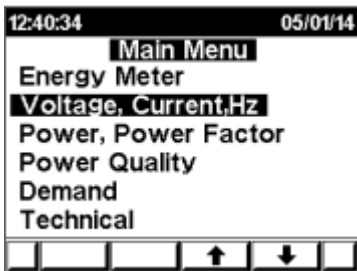 12:40:34 05/01/14
Main Menu
Energy Meter
Voltage, Current,Hz
Power, Power Factor
Power Quality
Demand
Technical